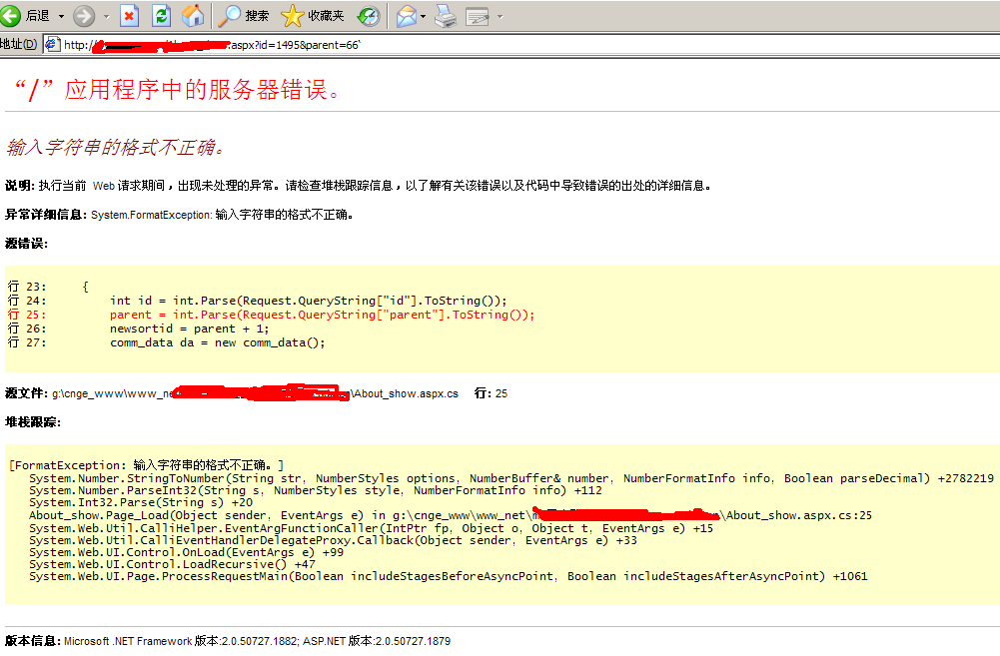 后退 搜索 收藏夹
地址(D) http:// .aspx?id=1495&parent=66`
“/”应用程序中的服务器错误。
输入字符串的格式不正确。
说明: 执行当前 Web 请求期间，出现未处理的异常。请检查堆栈跟踪信息，以了解有关该错误以及代码中导致错误的出处的详细信息。
异常详细信息: System.FormatException: 输入字符串的格式不正确。
源错误:
行 23:     {
行 24:         int id = int.Parse(Request.QueryString["id"].ToString());
行 25:         parent = int.Parse(Request.QueryString["parent"].ToString());
行 26:         newsortid = parent + 1;
行 27:         comm_data da = new comm_data();
源文件: g:\cnge_www\www_ne \About_show.aspx.cs    行: 25
堆栈跟踪:
[FormatException: 输入字符串的格式不正确。]
System.Number.StringToNumber(String str, NumberStyles options, NumberBuffer& number, NumberFormatInfo info, Boolean parseDecimal) +2782219
System.Number.ParseInt32(String s, NumberStyles style, NumberFormatInfo info) +112
System.Int32.Parse(String s) +20
About_show.Page_Load(Object sender, EventArgs e) in g:\cnge_www\www_net\ \About_show.aspx.cs:25
System.Web.Util.CalliHelper.EventArgFunctionCaller(IntPtr fp, Object o, Object t, EventArgs e) +15
System.Web.Util.CalliEventHandlerDelegateProxy.Callback(Object sender, EventArgs e) +33
System.Web.UI.Control.OnLoad(EventArgs e) +99
System.Web.UI.Control.LoadRecursive() +47
System.Web.UI.Page.ProcessRequestMain(Boolean includeStagesBeforeAsyncPoint, Boolean includeStagesAfterAsyncPoint) +1061
版本信息: Microsoft .NET Framework 版本:2.0.50727.1882; ASP.NET 版本:2.0.50727.1879